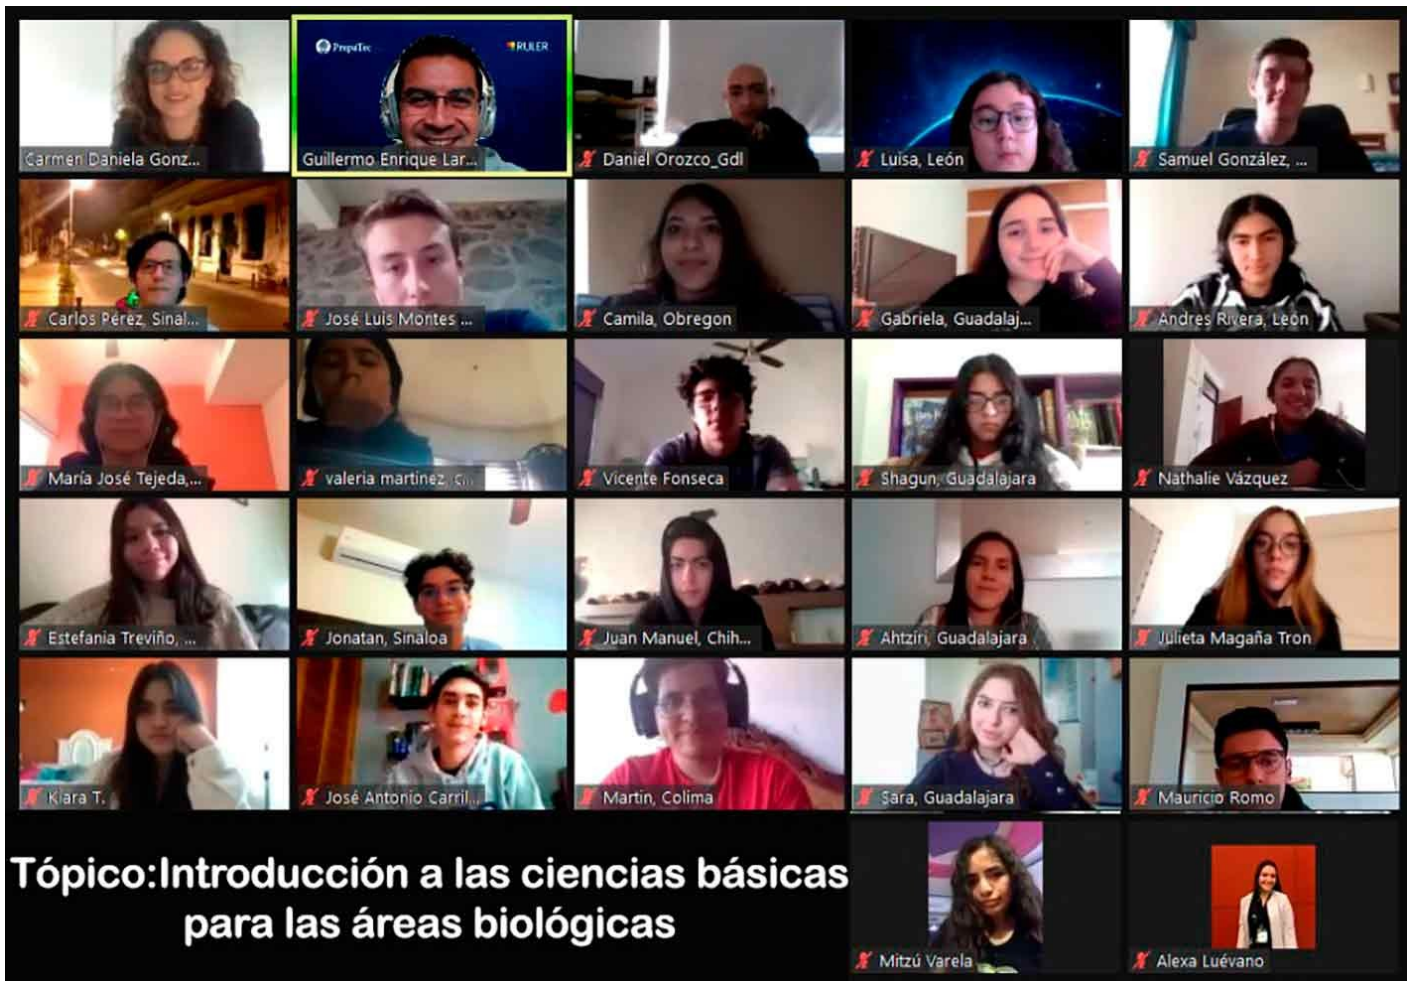 PrepaTec
RULER
Carmen Daniela Gonz...
Guillermo Enrique Lar...
Daniel Orozco_Gdl
Luisa, León
Samuel González, ...
Carlos Pérez, Sinal...
José Luis Montes ...
Camila, Obregon
Gabriela, Guadalaj...
Andres Rivera, León
María José Tejeda,...
valeria martinez, c...
Vicente Fonseca
Shagun, Guadalajara
Nathalie Vázquez
Estefania Treviño, ...
Jonatan, Sinaloa
Juan Manuel, Chih...
Ahtziri, Guadalajara
Julieta Magaña Tron
Klara T.
José Antonio Carril...
Martin, Colima
Sara, Guadalajara
Mauricio Romo
Tópico:Introducción a las ciencias básicas
para las áreas biológicas
Mitzú Varela
Alexa Luévano